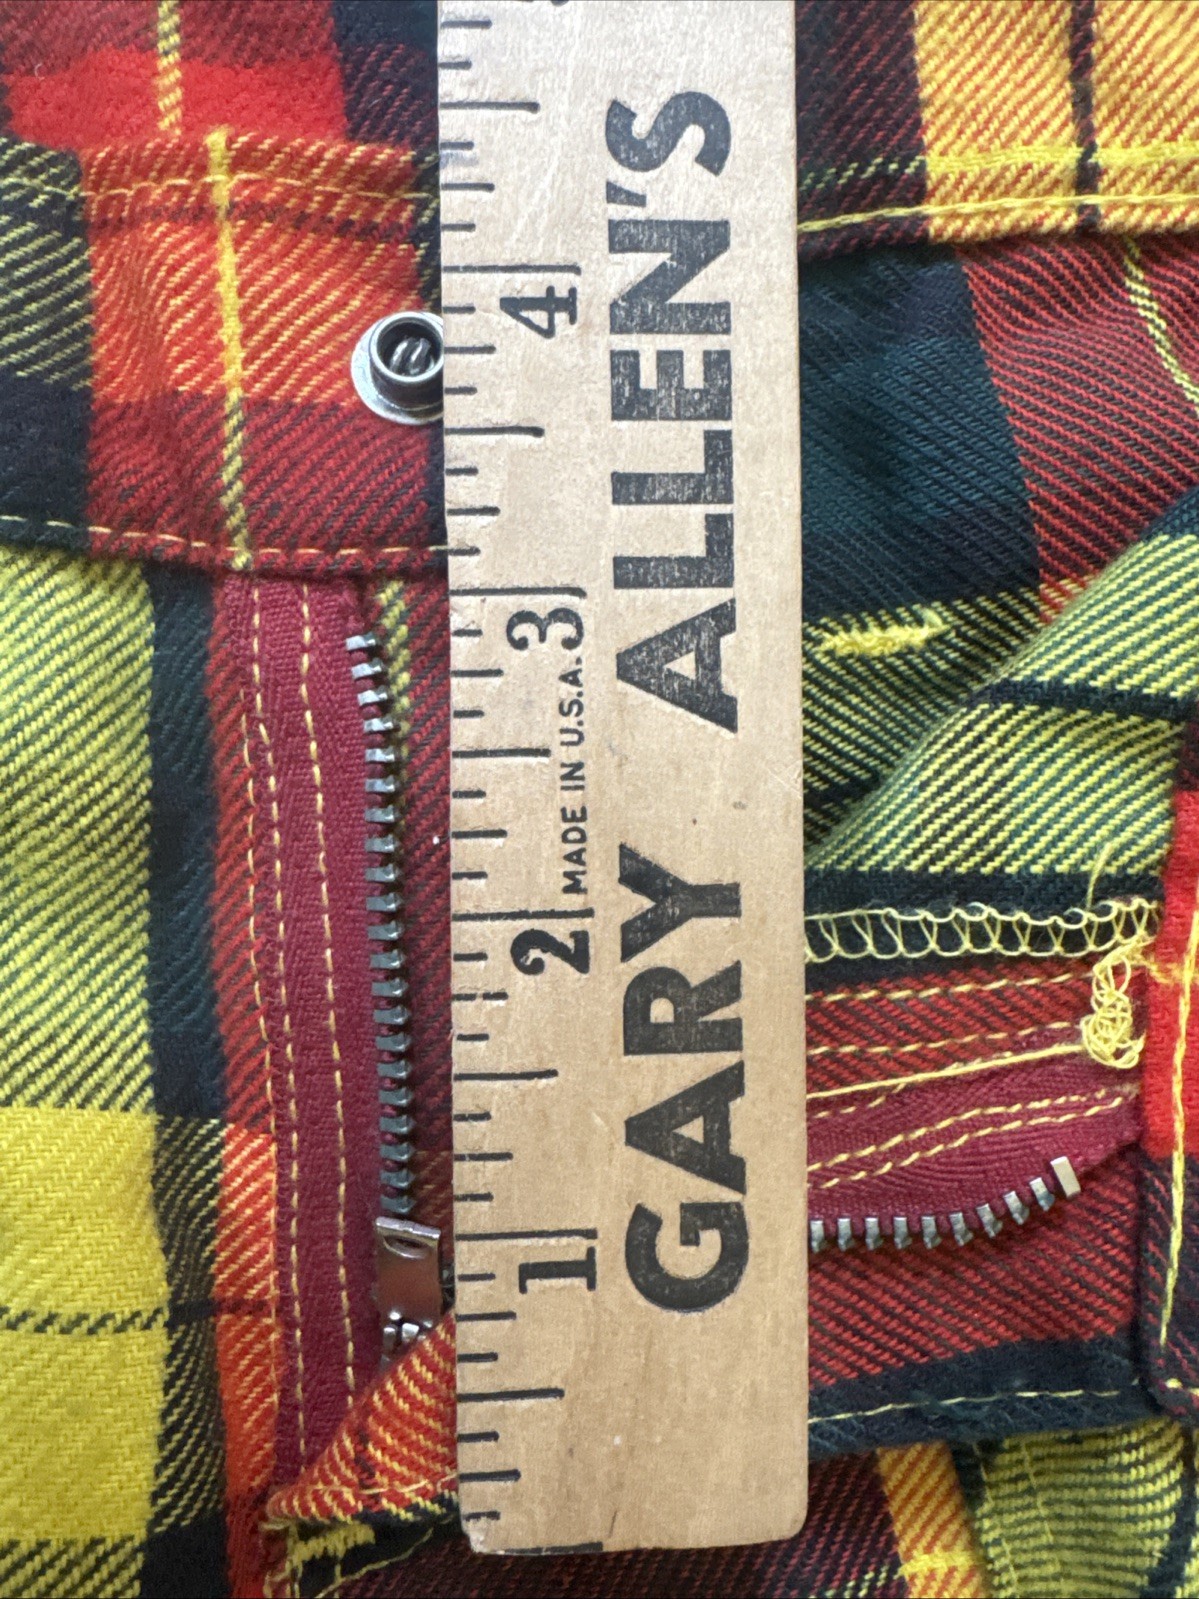 GARY ALLEN'S
MADE IN U.S.A.
1 2 3 4